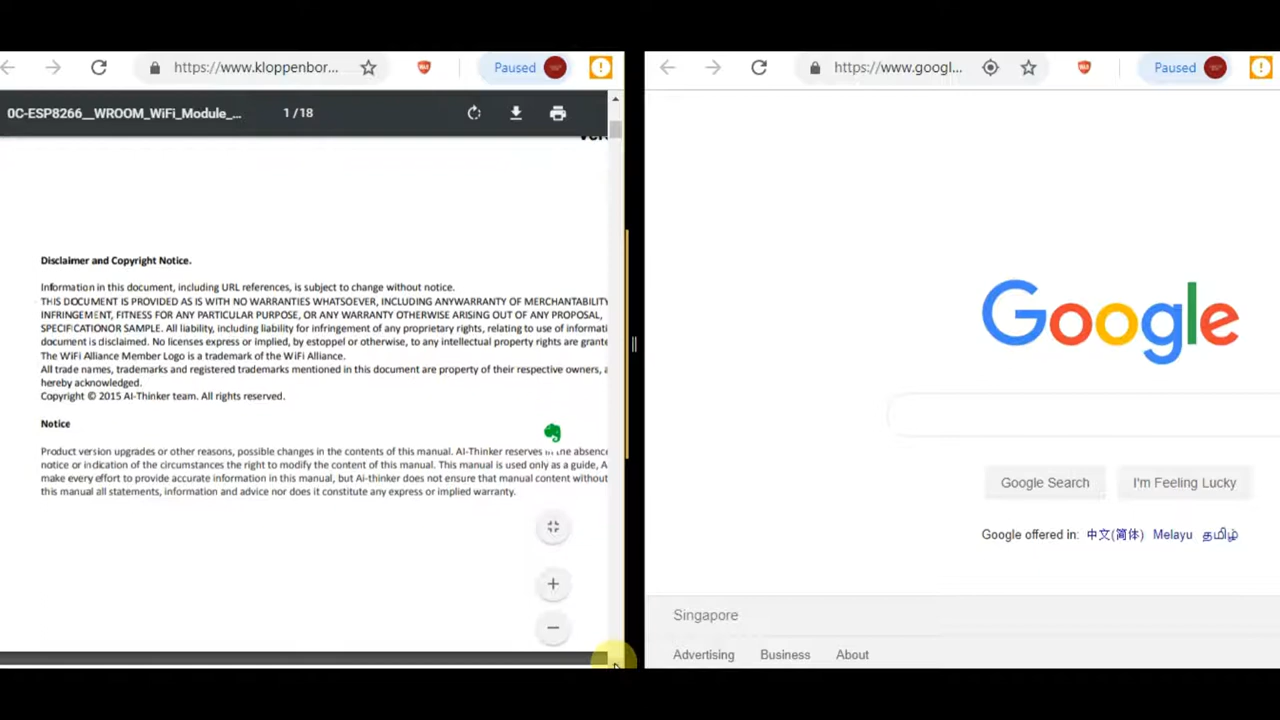 https://www.kloppenbor...
Paused
0C-ESP8266__WROOM_WiFi_Module_...
1 / 18
Disclaimer and Copyright Notice.
Information in this document, including URL references, is subject to change without notice.
THIS DOCUMENT IS PROVIDED AS IS WITH NO WARRANTIES WHATSOEVER, INCLUDING ANYWARRANTY OF MERCHANTABILITY
INFRINGEMENT, FITNESS FOR ANY PARTICULAR PURPOSE, OR ANY WARRANTY OTHERWISE ARISING OUT OF ANY PROPOSAL,
SPECIFICATIONOR SAMPLE. All liability, including liability for infringement of any proprietary rights, relating to use of informati
document is disclaimed. No licenses express or implied, by estoppel or otherwise, to any intellectual property rights are grante
The WiFi Alliance Member Logo is a trademark of the WiFi Alliance.
All trade names, trademarks and registered trademarks mentioned in this document are property of their respective owners, a
hereby acknowledged.
Copyright © 2015 AI-Thinker team. All rights reserved.
Notice
Product version upgrades or other reasons, possible changes in the contents of this manual. AI-Thinker reserves in the absence
notice or indication of the circumstances the right to modify the content of this manual. This manual is used only as a guide, A
make every effort to provide accurate information in this manual, but Ai-thinker does not ensure that manual content without
this manual all statements, information and advice nor does it constitute any express or implied warranty.
https://www.googl...
Paused
Google
Google Search
I'm Feeling Lucky
Google offered in: 中文(简体) Melayu தமிழ்
Singapore
Advertising
Business
About